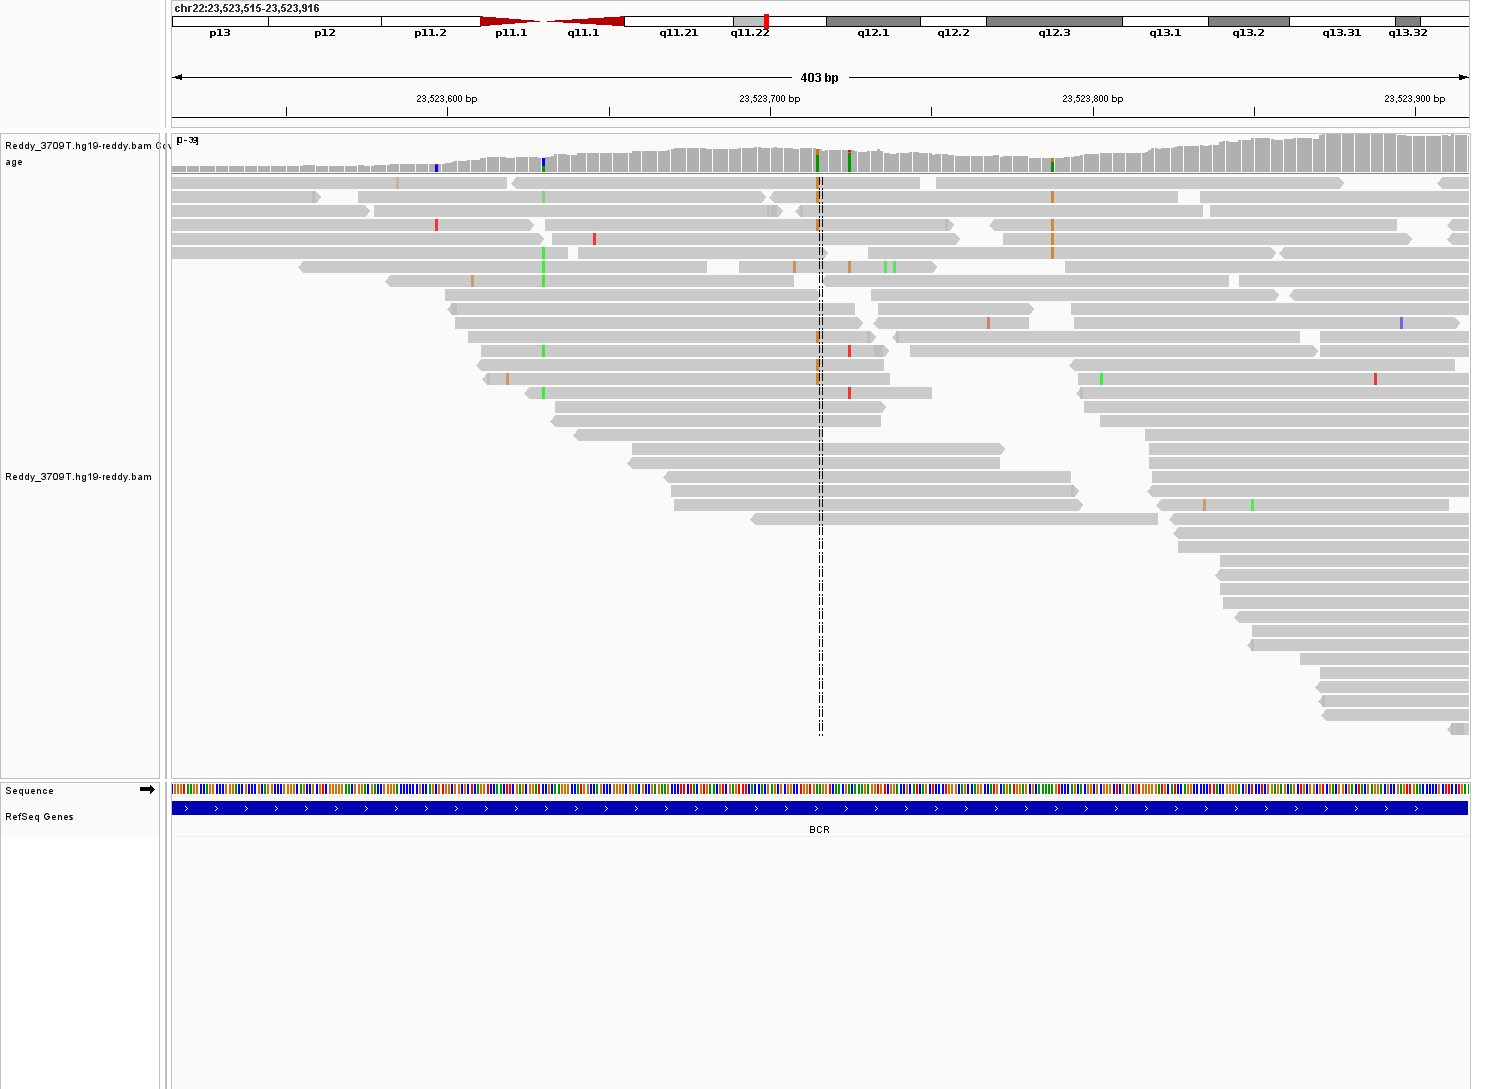 chr22:23,523,515-23,523,916
p13 p12 p11.2 p11.1 q11.1 q11.21 q11.22 q12.1 q12.2 q12.3 q13.1 q13.2 q13.31 q13.32
403 bp
23,523,600 bp 23,523,700 bp 23,523,800 bp 23,523,900 bp
[0-39]
Reddy_3709T.hg19-reddy.bam Cov
age
Reddy_3709T.hg19-reddy.bam
Sequence
RefSeq Genes
BCR